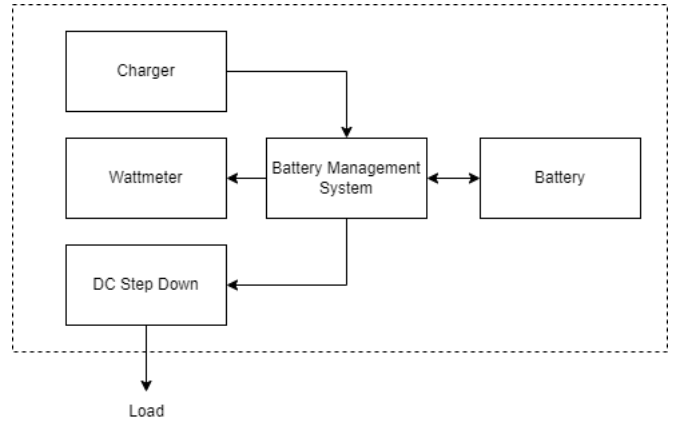 Charger
Wattmeter
Battery Management
System
Battery
DC Step Down
Load